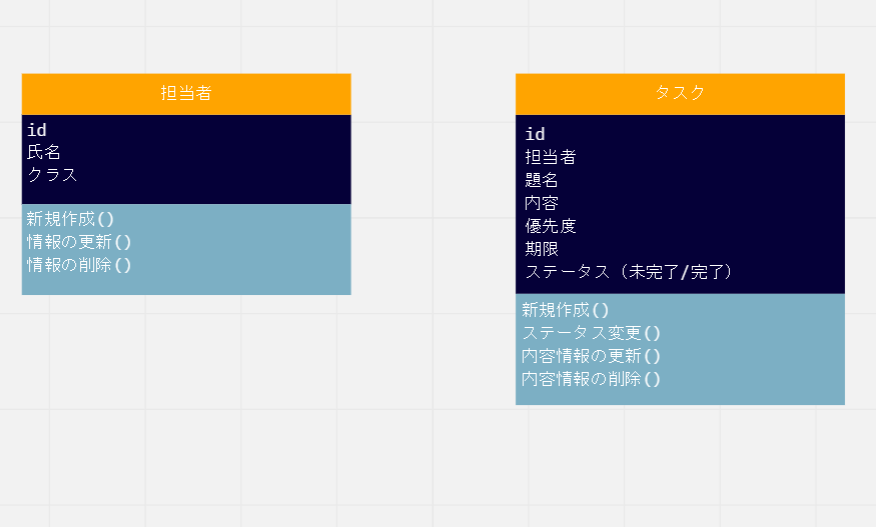 担当者
id
氏名
クラス
新規作成()
情報の更新()
情報の削除()
タスク
id
担当者
題名
内容
優先度
期限
ステータス（未完了/完了）
新規作成()
ステータス変更()
内容情報の更新()
内容情報の削除()